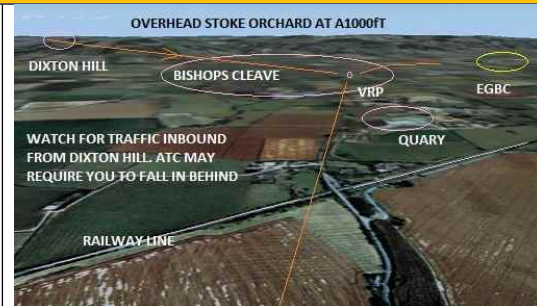 OVERHEAD STOKE ORCHARD AT A1000fT
DIXTON HILL
BISHOPS CLEAVE
VRP
EGBC
QUARY
WATCH FOR TRAFFIC INBOUND
FROM DIXTON HILL. ATC MAY
REQUIRE YOU TO FALL IN BEHIND
RAILWAY LINE